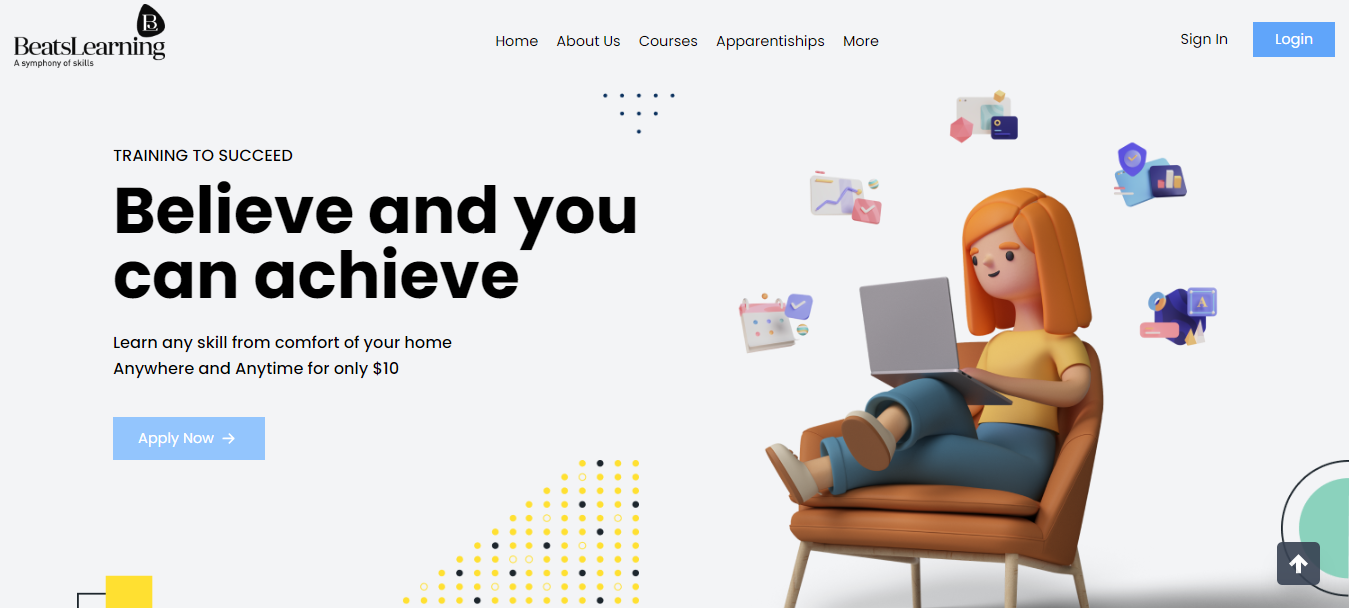 B
BeatsLearning
A symphony of skills
Home About Us Courses Apparentiships More
Sign In Login
TRAINING TO SUCCEED
Believe and you
can achieve
Learn any skill from comfort of your home
Anywhere and Anytime for only $10
Apply Now →
A